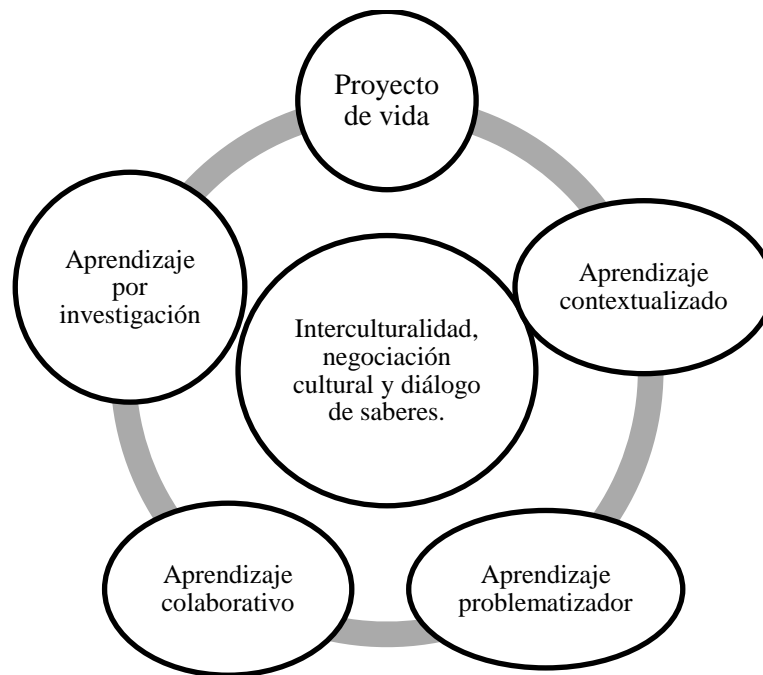 Proyecto
de vida
Aprendizaje
contextualizado
Aprendizaje
problematizador
Aprendizaje
colaborativo
Aprendizaje
por
investigación
Interculturalidad,
negociación
cultural y diálogo
de saberes.